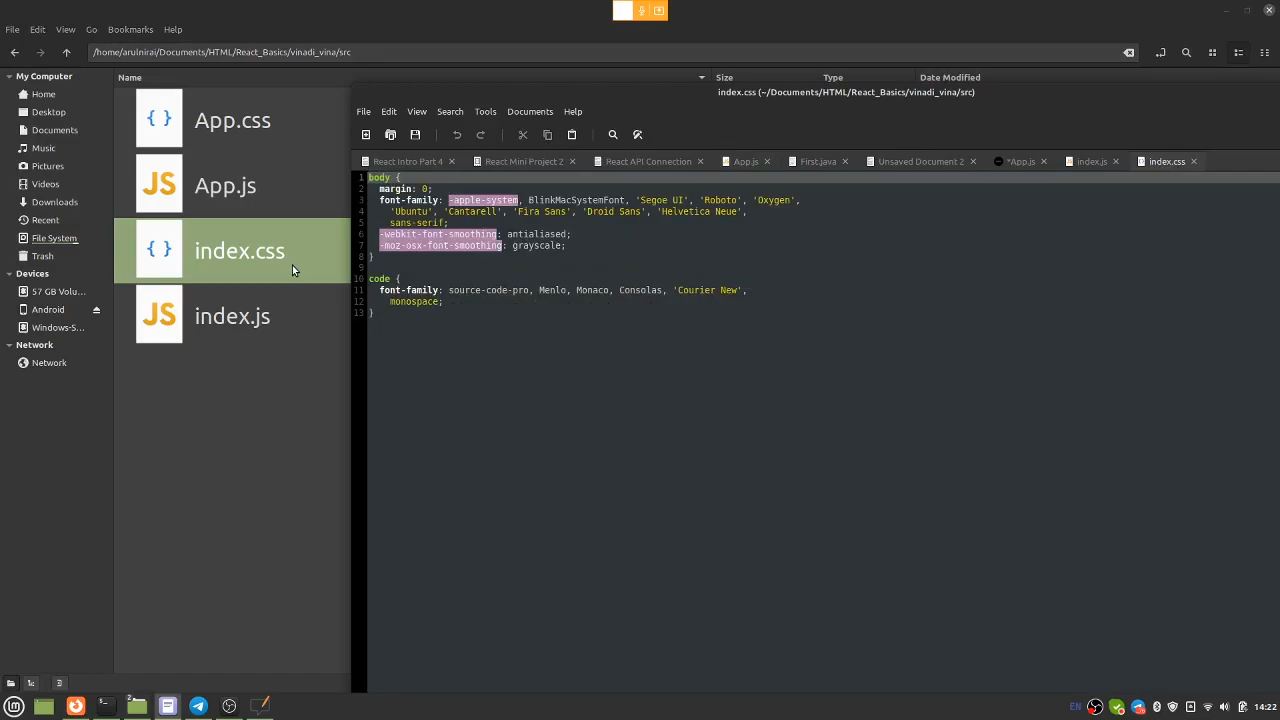 File Edit View Go Bookmarks Help
/home/arulnirai/Documents/HTML/React_Basics/vinadi_vina/src
My Computer
Home
Desktop
Documents
Music
Pictures
Videos
Downloads
Recent
File System
Trash
Devices
57 GB Volu...
Android
Windows-S...
Network
Network
Name Size Type Date Modified
{ } App.css
JS App.js
{ } index.css
JS index.js
index.css (~/Documents/HTML/React_Basics/vinadi_vina/src)
File Edit View Search Tools Documents Help
React Intro Part 4 React Mini Project 2 React API Connection App.js First.java Unsaved Document 2 *App.js index.js index.css
1 body {
2 margin: 0;
3 font-family: -apple-system, BlinkMacSystemFont, 'Segoe UI', 'Roboto', 'Oxygen',
4 'Ubuntu', 'Cantarell', 'Fira Sans', 'Droid Sans', 'Helvetica Neue',
5 sans-serif;
6 -webkit-font-smoothing: antialiased;
7 -moz-osx-font-smoothing: grayscale;
8 }
9
10 code {
11 font-family: source-code-pro, Menlo, Monaco, Consolas, 'Courier New',
12 monospace;
13 }
2
EN 14:22